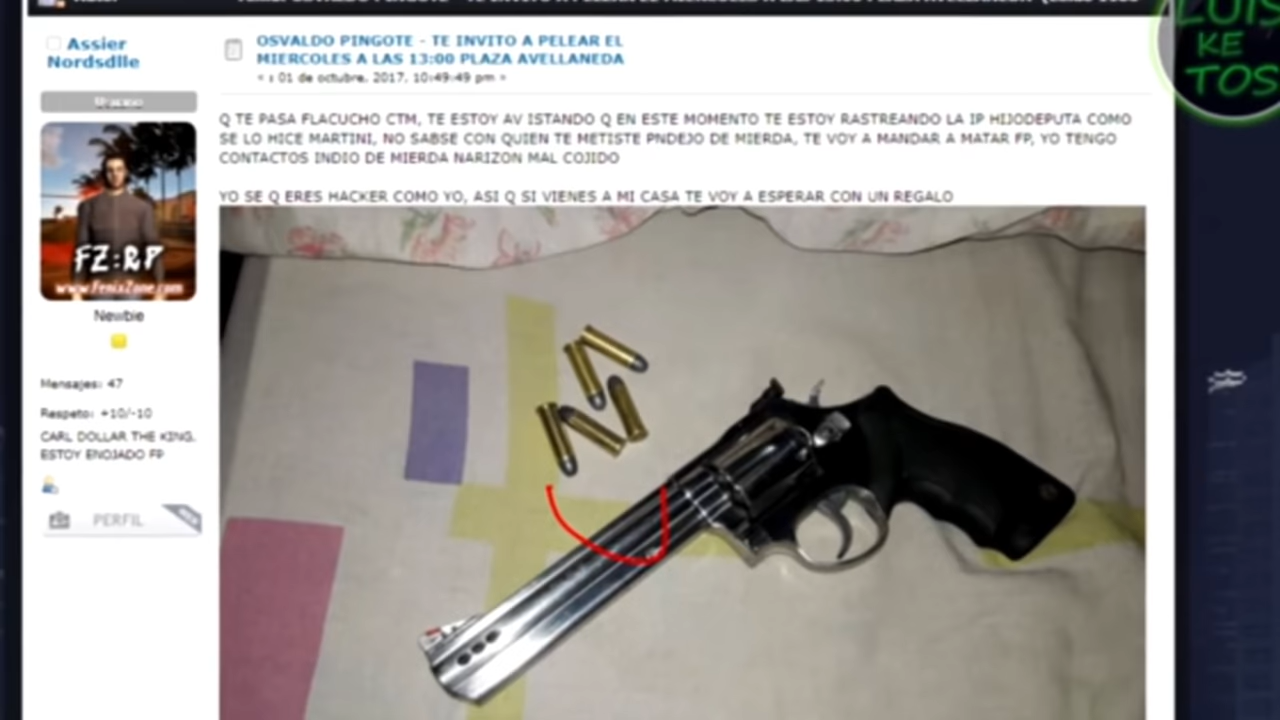 LUIS
KE
TOS
Assier
Nordsdlle
OSVALDO PINGOTE - TE INVITO A PELEAR EL
MIERCOLES A LAS 13:00 PLAZA AVELLANEDA
« : 01 de octubre, 2017, 10:49:49 pm »
Q TE PASA FLACUCHO CTM, TE ESTOY AV ISTANDO Q EN ESTE MOMENTO TE ESTOY RASTREANDO LA IP HIJODEPUTA COMO
SE LO HICE MARTINI, NO SABSE CON QUIEN TE METISTE PNDEJO DE MIERDA, TE VOY A MANDAR A MATAR FP, YO TENGO
CONTACTOS INDIO DE MIERDA NARIZON MAL COJIDO
YO SE Q ERES HACKER COMO YO, ASI Q SI VIENES A MI CASA TE VOY A ESPERAR CON UN REGALO
FZ:RP
www.FenixZone.com
Newbie
Mensajes: 47
Respeto: +10/-10
CARL DOLLAR THE KING.
ESTOY ENOJADO FP
PERFIL